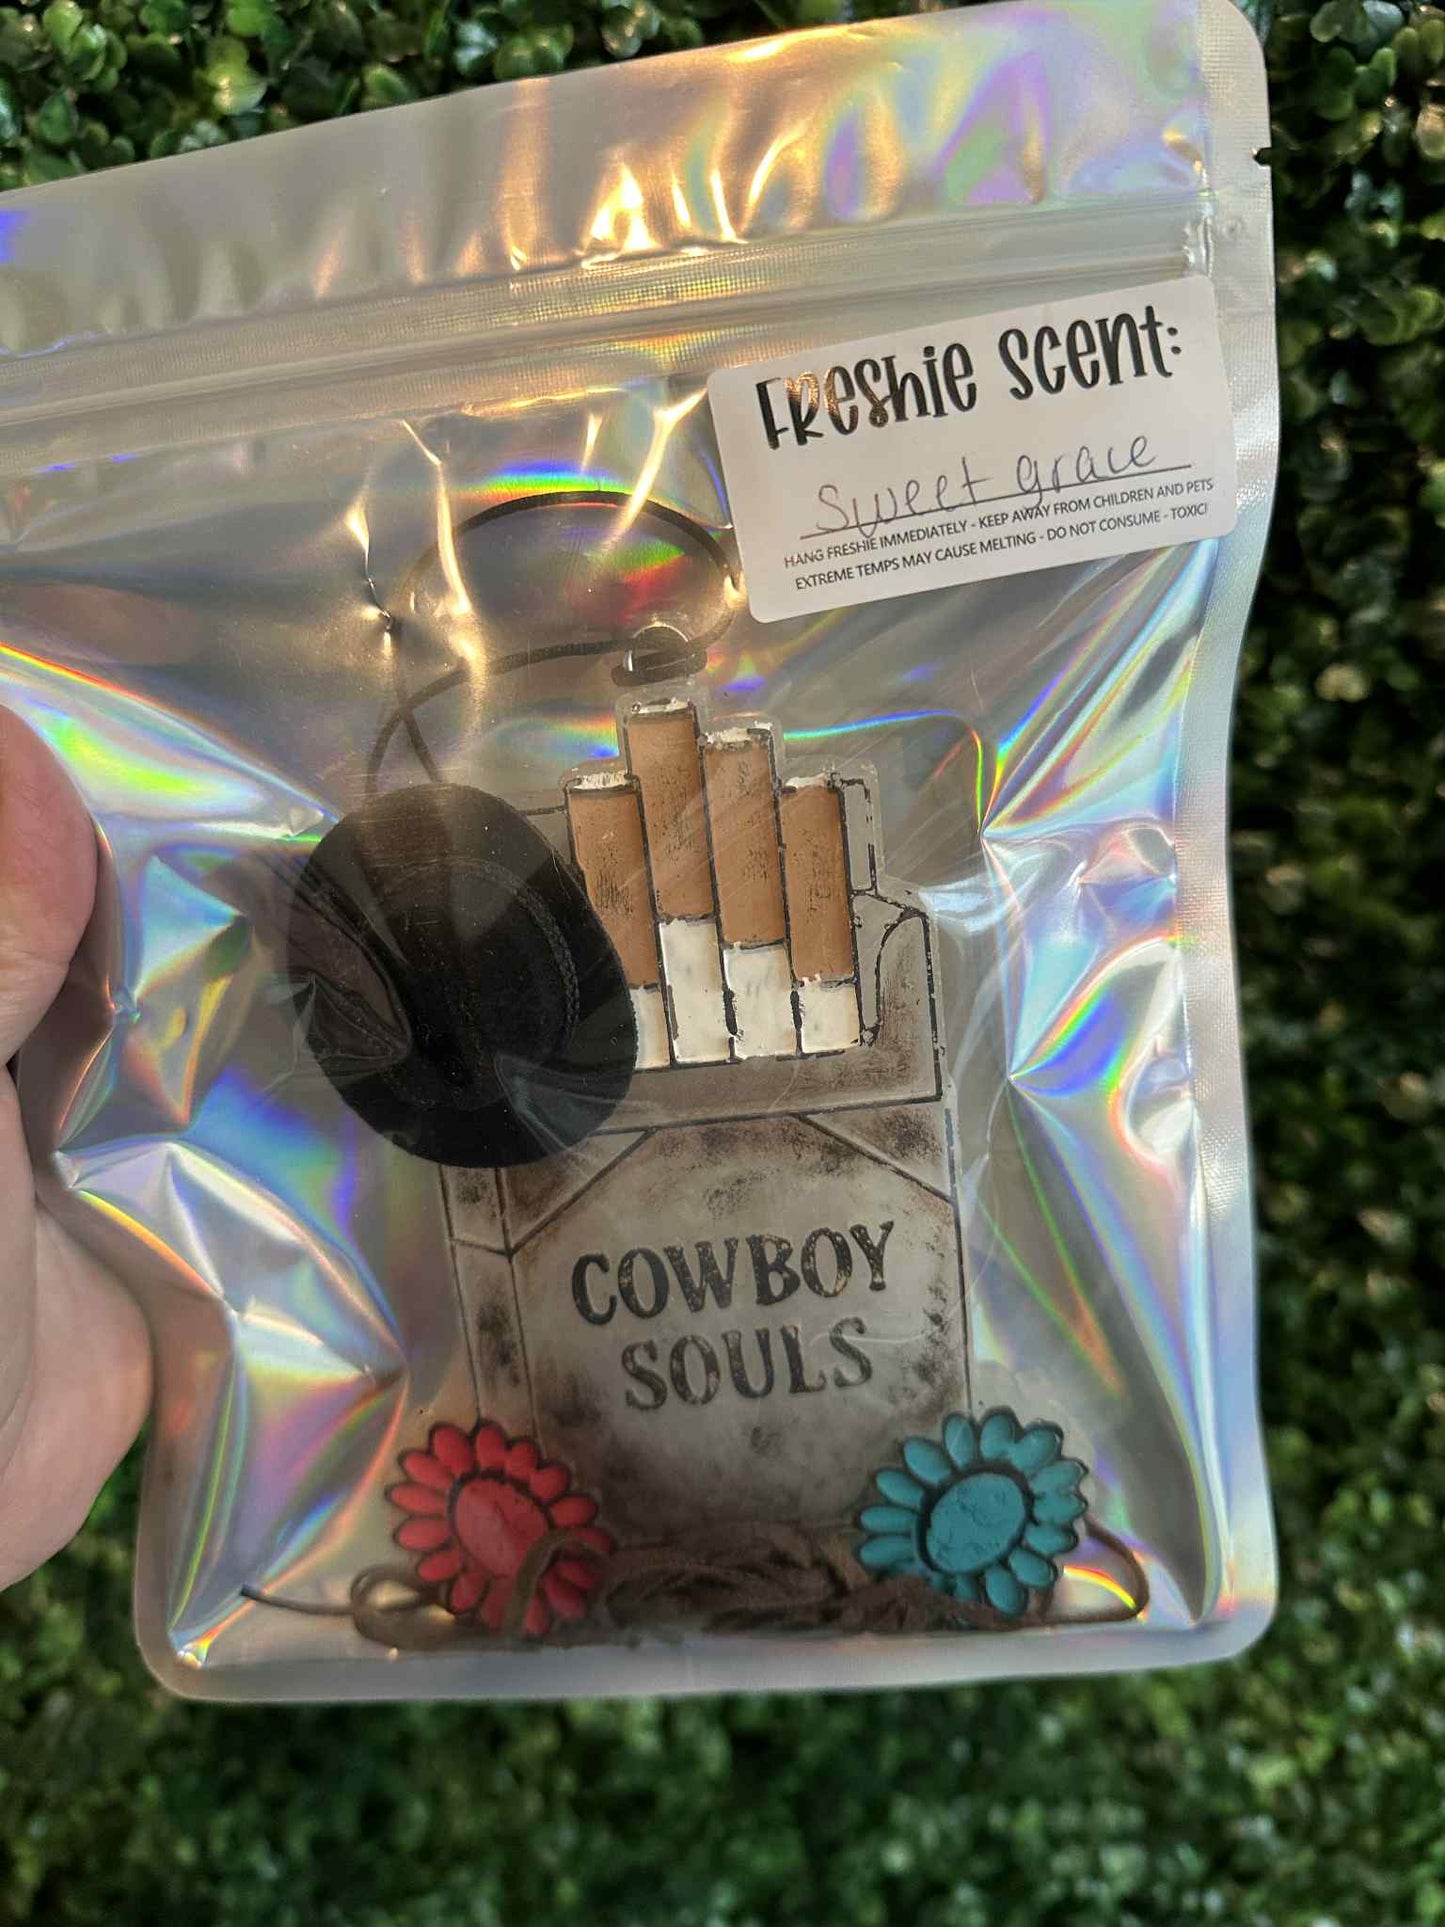 Freshie Scent:
sweet grace
HANG FRESHIE IMMEDIATELY - KEEP AWAY FROM CHILDREN AND PETS
EXTREME TEMPS MAY CAUSE MELTING - DO NOT CONSUME - TOXIC!
COWBOY
SOULS